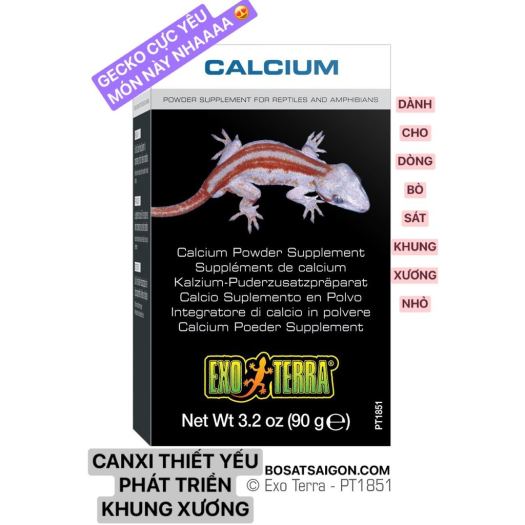 GECKO CỰC YÊU
MÓN NÀY NHAAAA 😍
CALCIUM
POWDER SUPPLEMENT FOR REPTILES AND AMPHIBIANS
DÀNH
CHO
DÒNG
BÒ
SÁT
KHUNG
XƯƠNG
NHỎ
Calcium Powder Supplement
Supplément de calcium
Kalzium-Puderzusatzpräparat
Calcio Suplemento en Polvo
Integratore di calcio in polvere
Calcium Poeder Supplement
EXO TERRA
Net Wt 3.2 oz (90 g℮)
PT1851
CANXI THIẾT YẾU
PHÁT TRIỂN
KHUNG XƯƠNG
BOSATSAIGON.COM
© Exo Terra - PT1851